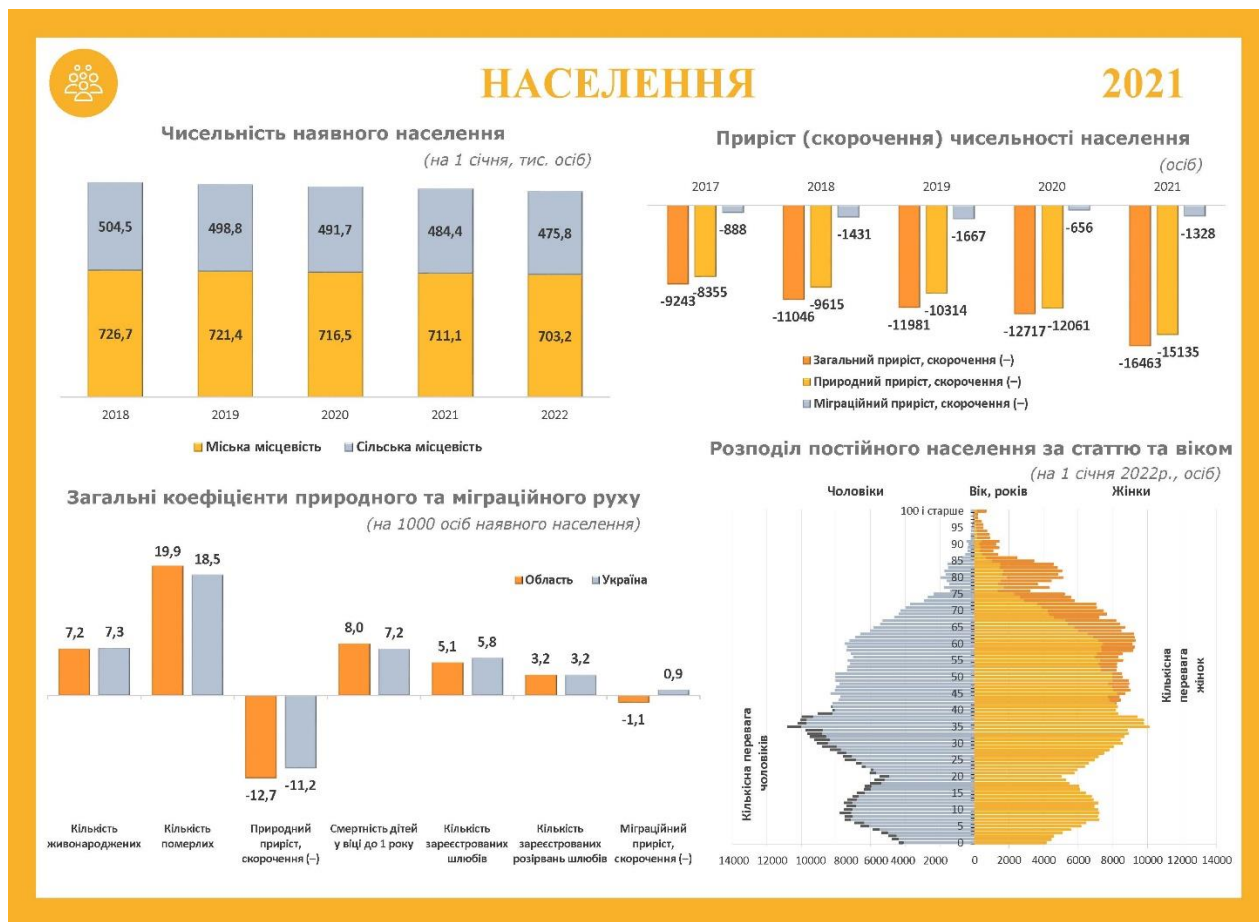 НАСЕЛЕННЯ
2021
Чисельність наявного населення
(на 1 січня, тис. осіб)
504,5 498,8 491,7 484,4 475,8
726,7 721,4 716,5 711,1 703,2
2018 2019 2020 2021 2022
Міська місцевість Сільська місцевість
Приріст (скорочення) чисельності населення
(осіб)
2017 2018 2019 2020 2021
-888 -1431 -1667 -656 -1328
-9243 -8355 -11046 -9615 -11981 -10314 -12717 -12061 -16463 -15135
Загальний приріст, скорочення (–)
Природний приріст, скорочення (–)
Міграційний приріст, скорочення (–)
Загальні коефіцієнти природного та міграційного руху
(на 1000 осіб наявного населення)
Область Україна
7,2 7,3 19,9 18,5 -12,7 -11,2 8,0 7,2 5,1 5,8 3,2 3,2 -1,1 0,9
Кількість
живонароджених
Кількість
померлих
Природний
приріст,
скорочення (–)
Смертність дітей
у віці до 1 року
Кількість
зареєстрованих
шлюбів
Кількість
зареєстрованих
розірвань шлюбів
Міграційний
приріст,
скорочення (–)
Розподіл постійного населення за статтю та віком
(на 1 січня 2022р., осіб)
Чоловіки Вік, років Жінки
100 і старше
95
90
85
80
75
70
65
60
55
50
45
40
35
30
25
20
15
10
5
0
Кількісна перевага
чоловіків
Кількісна
перевага
жінок
14000 12000 10000 8000 6000 4000 2000 0 0 2000 4000 6000 8000 10000 12000 14000